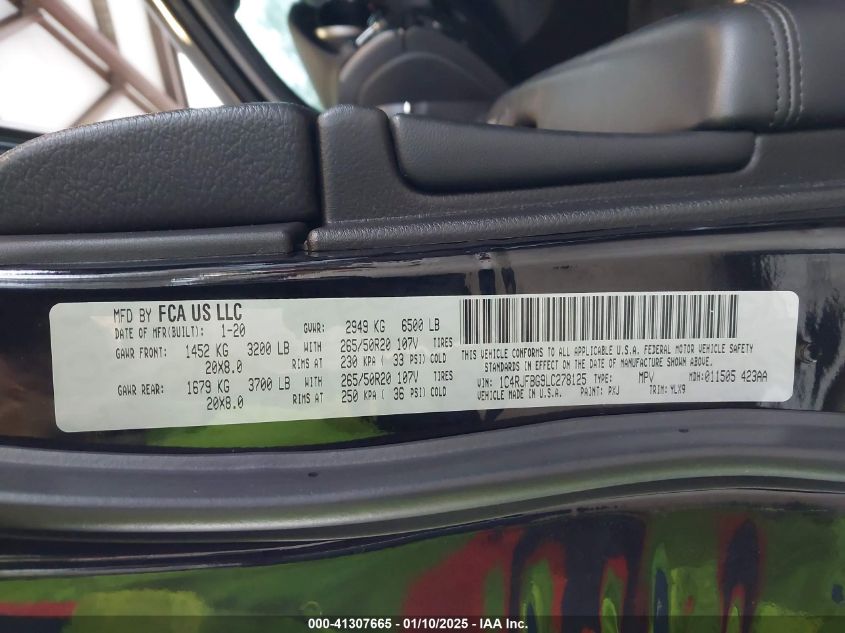 MFD BY FCA US LLC
DATE OF MFR(BUILT): 1-20 GVWR: 2949 KG 6500 LB
GAWR FRONT: 1452 KG 3200 LB 265/50R20 107V TIRES
20X8.0 RIMS AT 230 KPA ( 33 PSI) COLD
GAWR REAR: 1679 KG 3700 LB 265/50R20 107V TIRES
20X8.0 RIMS AT 250 KPA ( 36 PSI) COLD
THIS VEHICLE CONFORMS TO ALL APPLICABLE U.S.A. FEDERAL MOTOR VEHICLE SAFETY
STANDARDS IN EFFECT ON THE DATE OF MANUFACTURE SHOWN ABOVE.
VIN: 1C4RJFBG9LC278125 TYPE: MPV MDH:011505 423AA
VEHICLE MADE IN U.S.A. PAINT: PXJ TRIM: YLX9
000-41307665 - 01/10/2025 - IAA Inc.